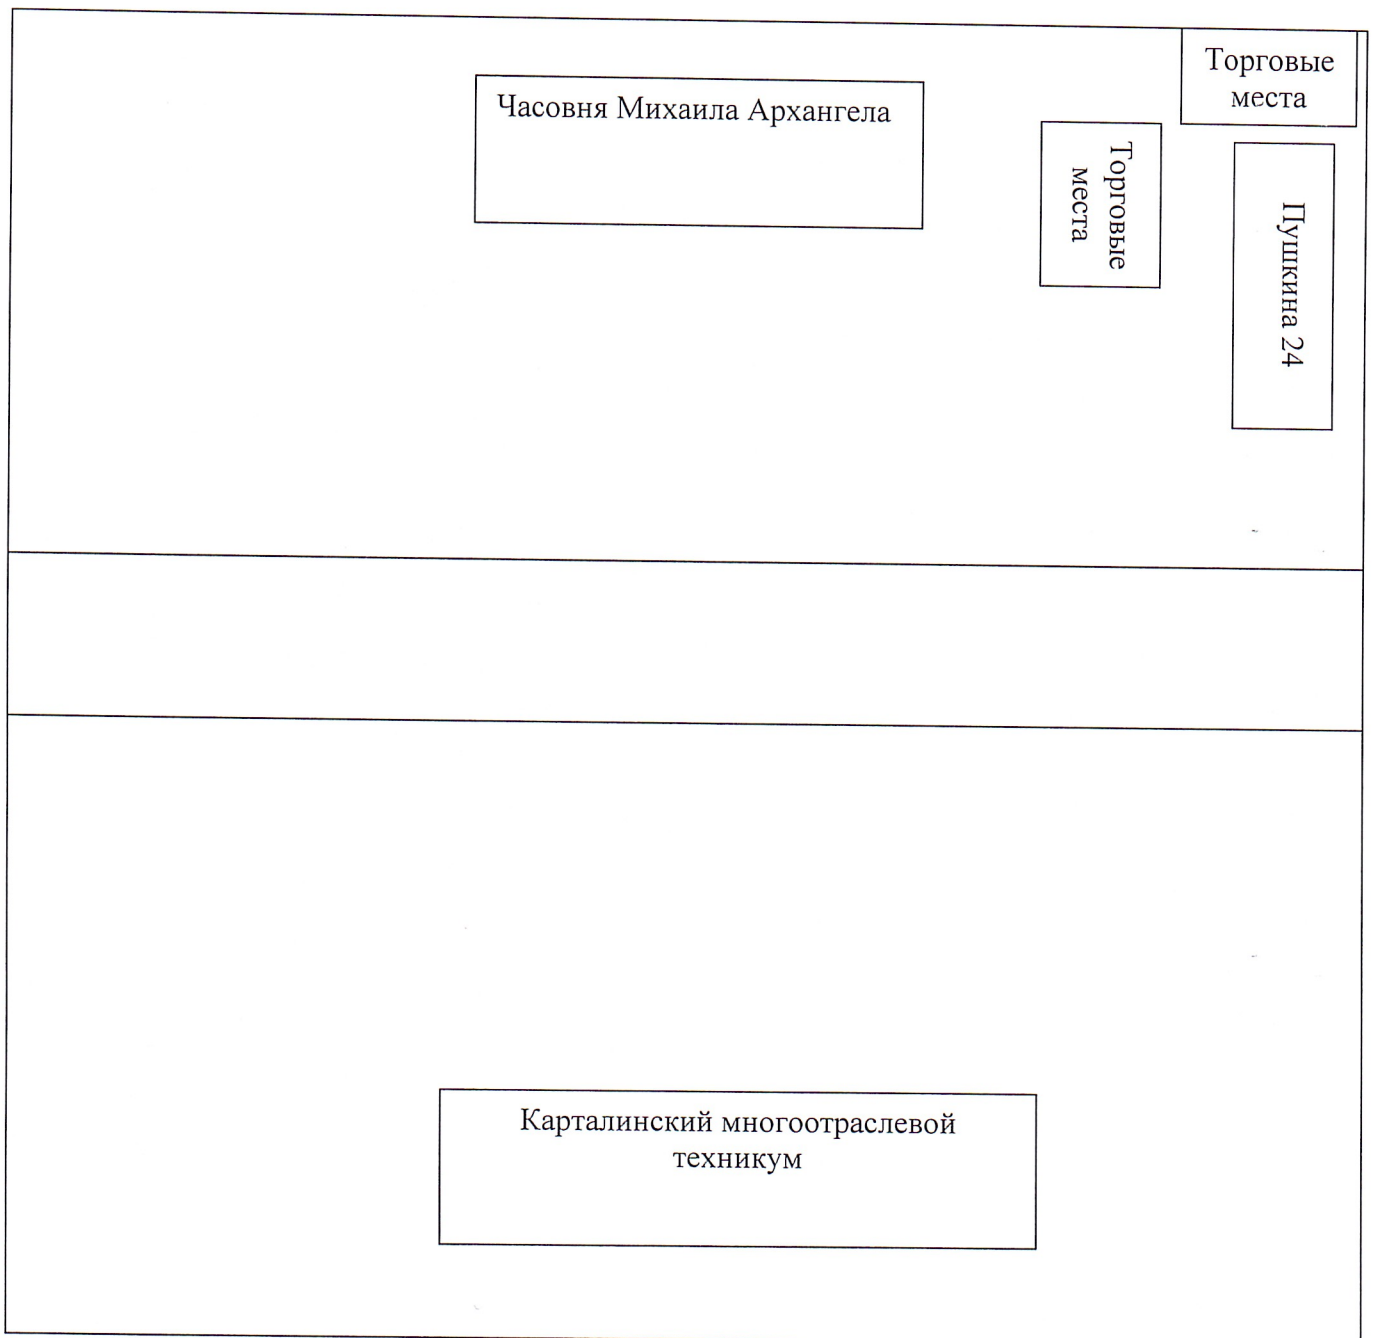 Торговые
места
Часовня Михаила Архангела
Торговые
места
Пушкина 24
Карталинский многоотраслевой
техникум